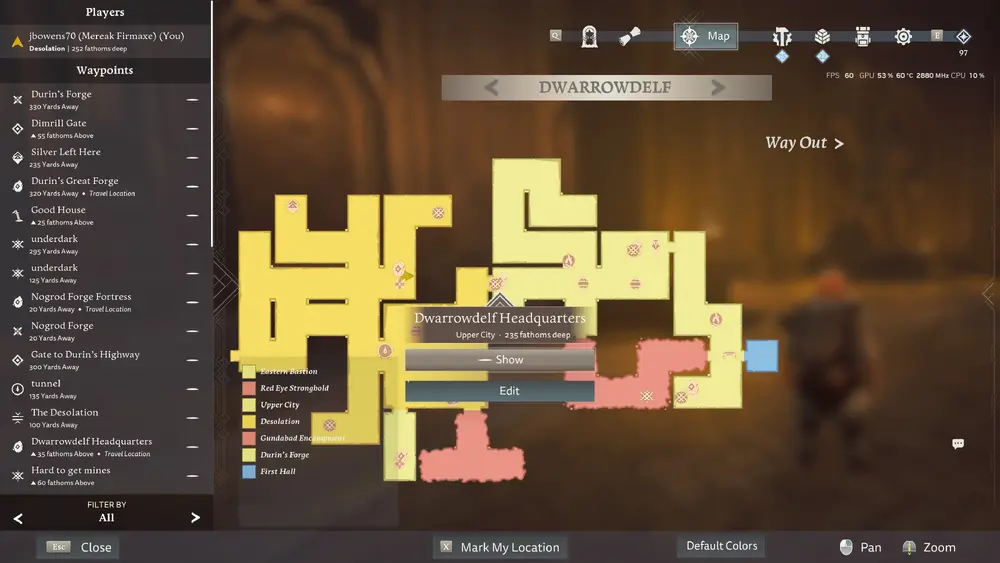 Players
jbowens70 (Mereak Firmaxe) (You)
Desolation | 252 fathoms deep
Waypoints
Durin's Forge
330 Yards Away
Dimrill Gate
55 fathoms Above
Silver Left Here
235 Yards Away
Durin's Great Forge
320 Yards Away • Travel Location
Good House
25 fathoms Above
underdark
295 Yards Away
underdark
125 Yards Away
Nogrod Forge Fortress
20 Yards Away • Travel Location
Nogrod Forge
20 Yards Away
Gate to Durin's Highway
300 Yards Away
tunnel
135 Yards Away
The Desolation
100 Yards Away
Dwarrowdelf Headquarters
35 fathoms Above • Travel Location
Hard to get mines
60 fathoms Above
FILTER BY
All
Esc Close
Q
Map
E
97
FPS 60 GPU 53 % 60 °C 2880 MHz CPU 10 %
DWARROWDELF
Way Out >
Dwarrowdelf Headquarters
Upper City · 235 fathoms deep
Show
Edit
Eastern Bastion
Red Eye Stronghold
Upper City
Desolation
Gundabad Encampment
Durin's Forge
First Hall
X Mark My Location
Default Colors
Pan
Zoom